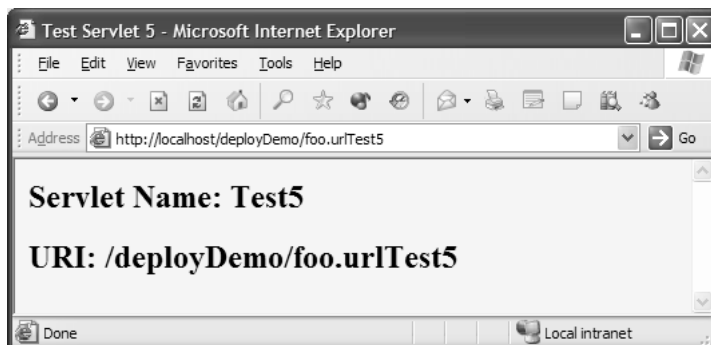 Test Servlet 5 - Microsoft Internet Explorer
File Edit View Favorites Tools Help
Address http://localhost/deployDemo/foo.urlTest5 Go
Servlet Name: Test5
URI: /deployDemo/foo.urlTest5
Done Local intranet